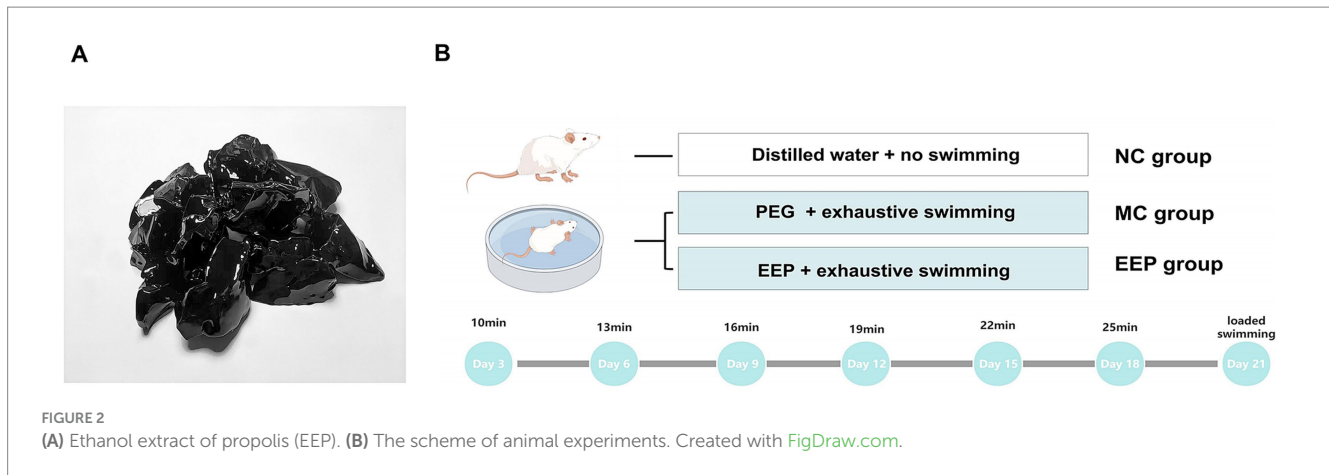 A
B
Distilled water + no swimming
NC group
PEG + exhaustive swimming
MC group
EEP + exhaustive swimming
EEP group
10min
13min
16min
19min
22min
25min
loaded
swimming
Day 3
Day 6
Day 9
Day 12
Day 15
Day 18
Day 21
FIGURE 2
(A) Ethanol extract of propolis (EEP). (B) The scheme of animal experiments. Created with FigDraw.com.